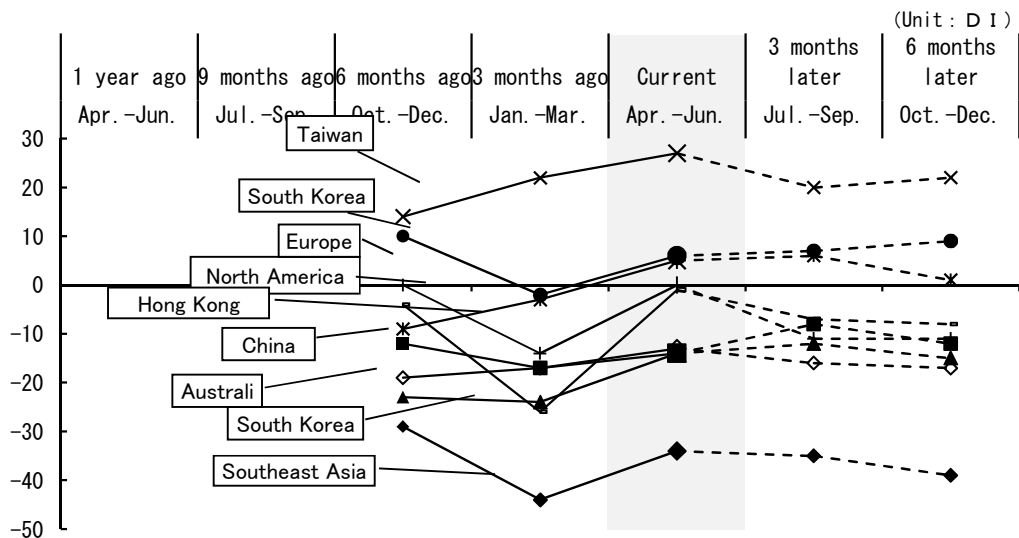 (Unit : DI)
1 year ago
9 months ago
6 months ago
3 months ago
Current
3 months
later
6 months
later
Apr.-Jun.
Jul.-Sep.
Oct.-Dec.
Jan.-Mar.
Apr.-Jun.
Jul.-Sep.
Oct.-Dec.
30
20
10
0
-10
-20
-30
-40
-50
Taiwan
South Korea
Europe
North America
Hong Kong
China
Australi
South Korea
Southeast Asia